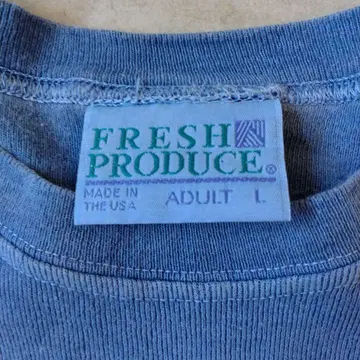 FRESH
PRODUCE®
MADE IN
THE USA
ADULT L